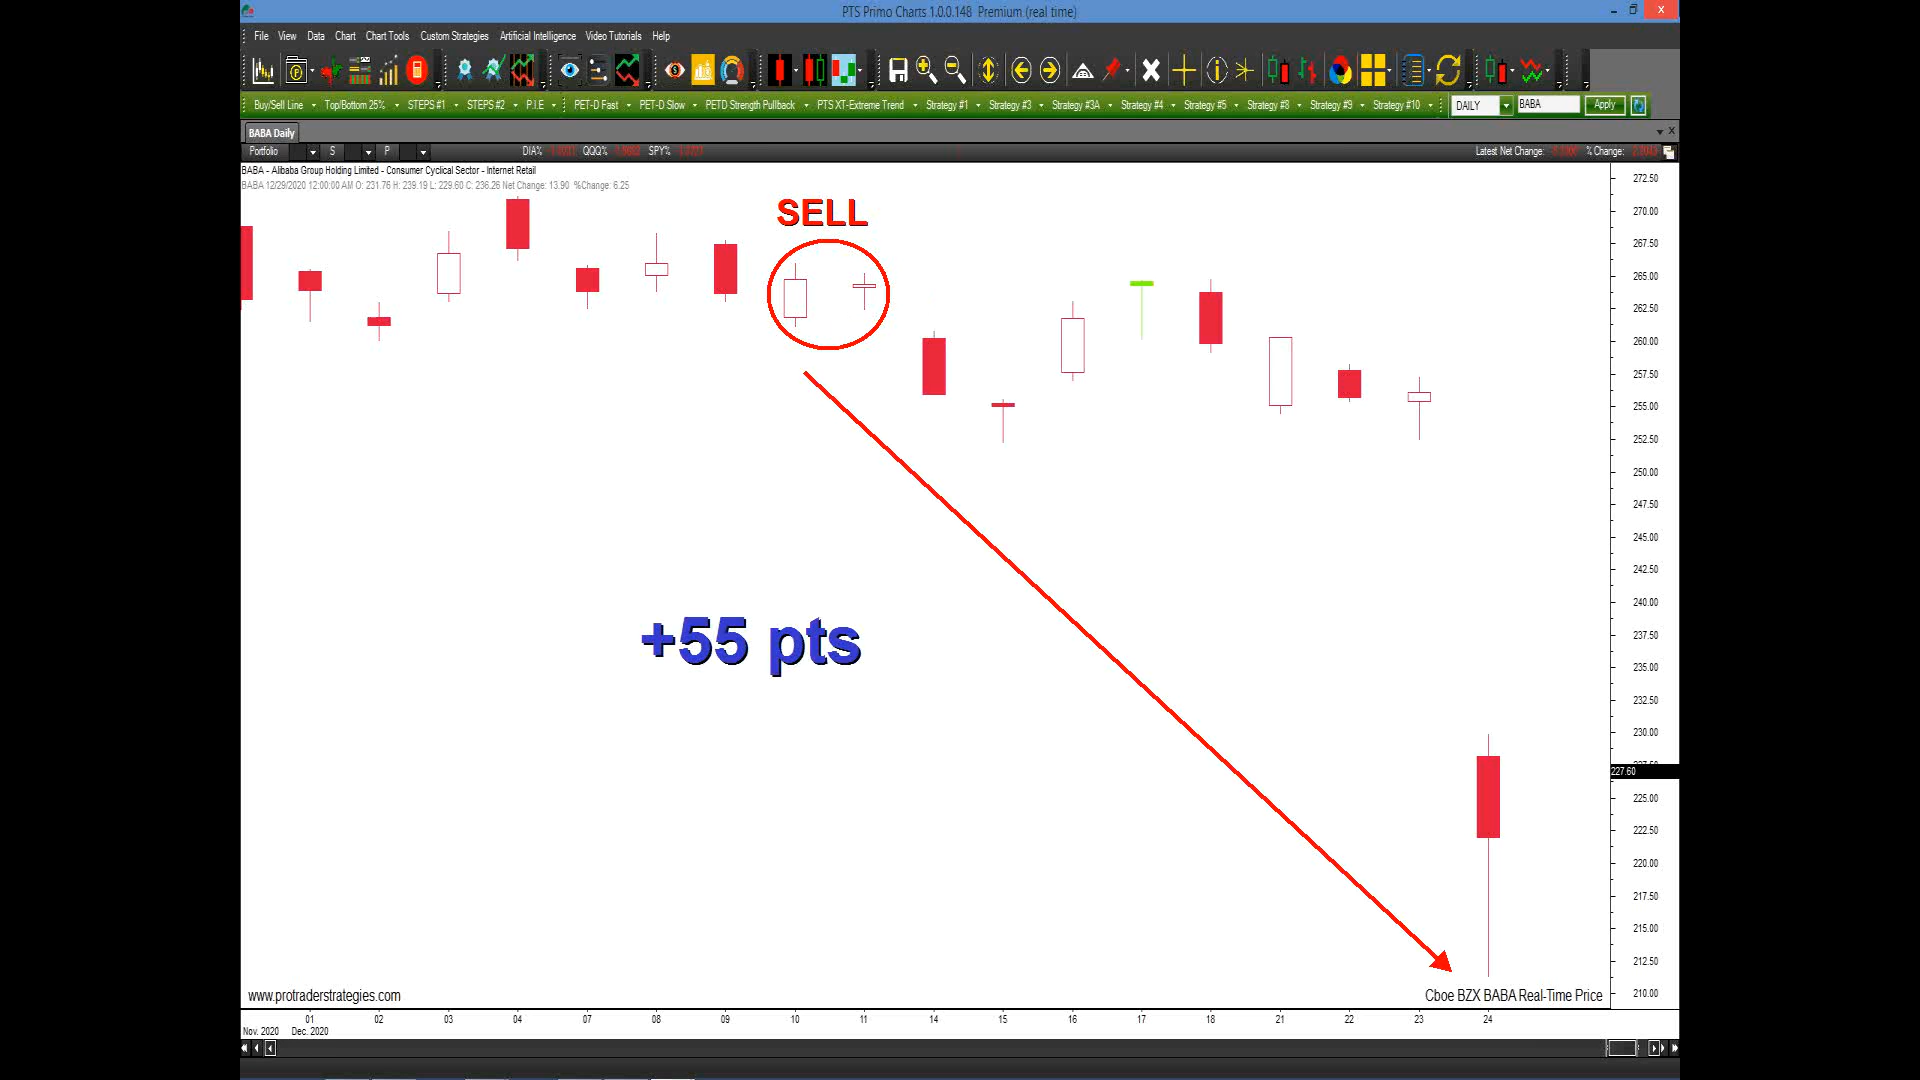 PTS Primo Charts 1.0.0.148 Premium (real time)
File View Data Chart Chart Tools Custom Strategies Artificial Intelligence Video Tutorials Help
Buy/Sell Line Top/Bottom 25% STEPS #1 STEPS #2 P.I.E PET-D Fast PET-D Slow PETD Strength Pullback PTS XT-Extreme Trend Strategy #1 Strategy #3 Strategy #3A Strategy #4 Strategy #5 Strategy #8 Strategy #9 Strategy #10 DAILY BABA Apply
BABA Daily
Portfolio S P DIA% QQQ% SPY% Latest Net Change: % Change:
BABA - Alibaba Group Holding Limited - Consumer Cyclical Sector - Internet Retail
BABA 12/29/2020 12:00:00 AM O: 231.76 H: 239.19 L: 229.60 C: 236.26 Net Change: 13.90 %Change: 6.25
SELL
+55 pts
272.50
270.00
267.50
265.00
262.50
260.00
257.50
255.00
252.50
250.00
247.50
245.00
242.50
240.00
237.50
235.00
232.50
230.00
227.60
225.00
222.50
220.00
217.50
215.00
212.50
210.00
www.protraderstrategies.com
Cboe BZX BABA Real-Time Price
01 02 03 04 07 08 09 10 11 14 15 16 17 18 21 22 23 24
Nov. 2020 Dec. 2020